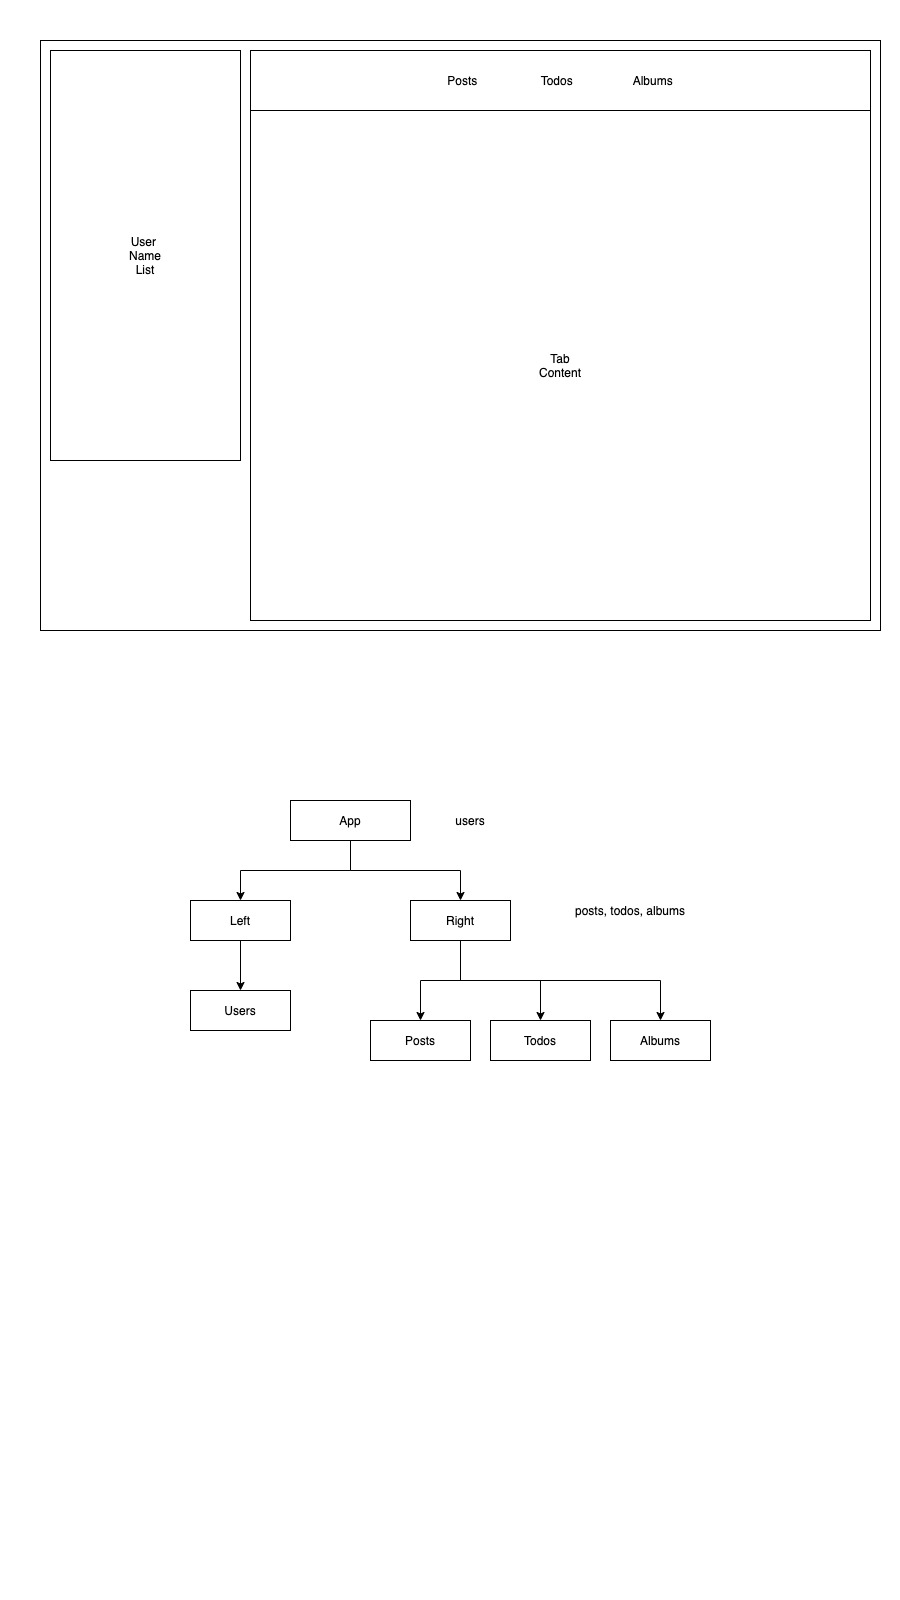 Posts
Todos
Albums
User
Name
List
Tab
Content
App
users
Left
Right
posts, todos, albums
Users
Posts
Todos
Albums